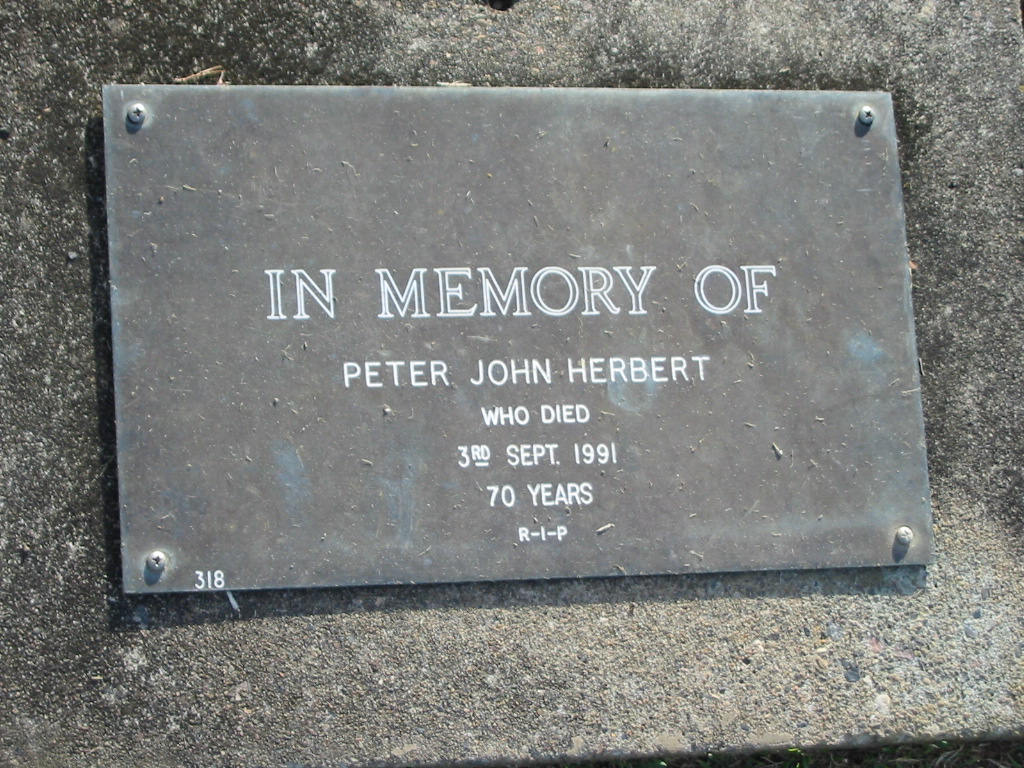 IN MEMORY OF
PETER JOHN HERBERT
WHO DIED
3RD SEPT. 1991
70 YEARS
R-I-P
318